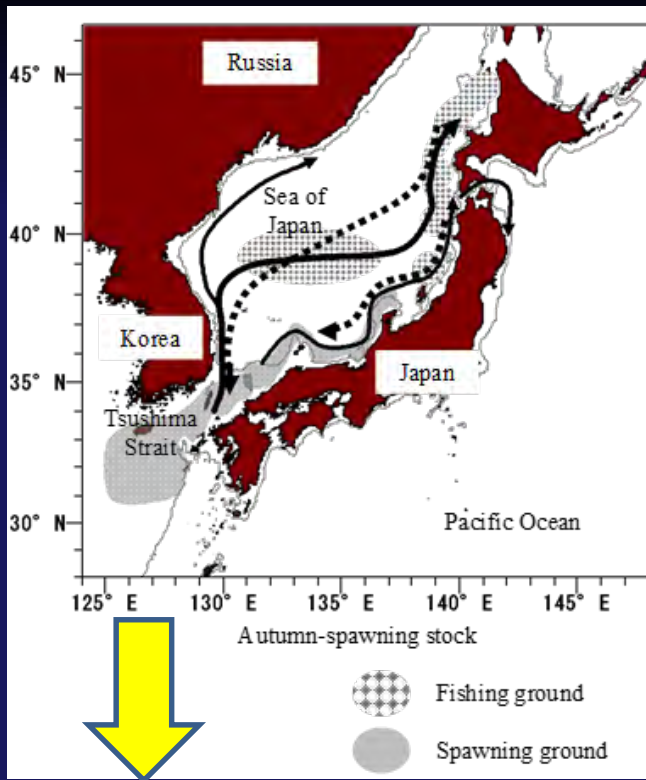 45° N
Russia
Sea of
Japan
40° N
Korea
35° N
Japan
Tsushima
Strait
30° N
Pacific Ocean
125° E 130° E 135° E 140° E 145° E
Autumn-spawning stock
Fishing ground
Spawning ground